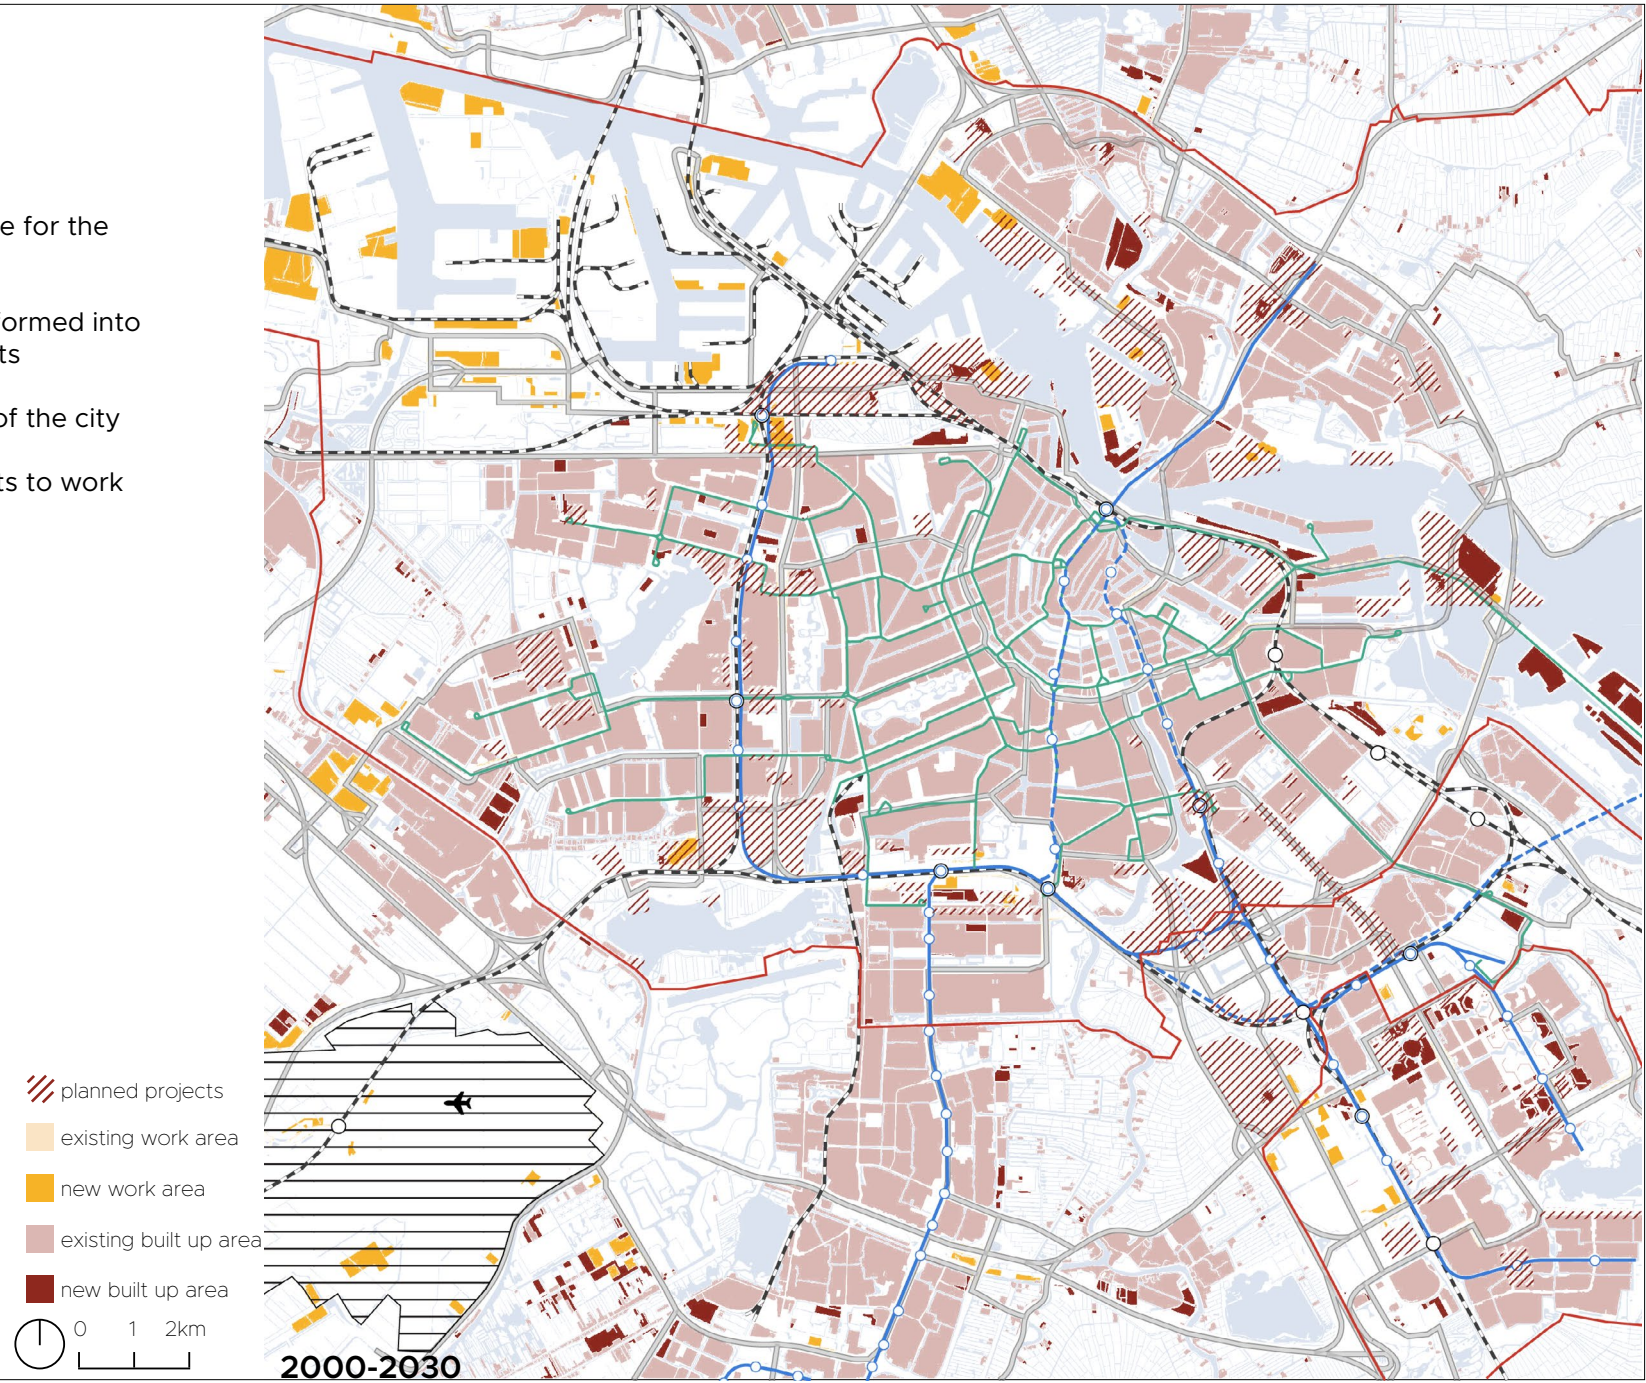 e for the
ormed into
ts
of the city
ts to work
planned projects
existing work area
new work area
existing built up area
new built up area
0 1 2km
2000-2030